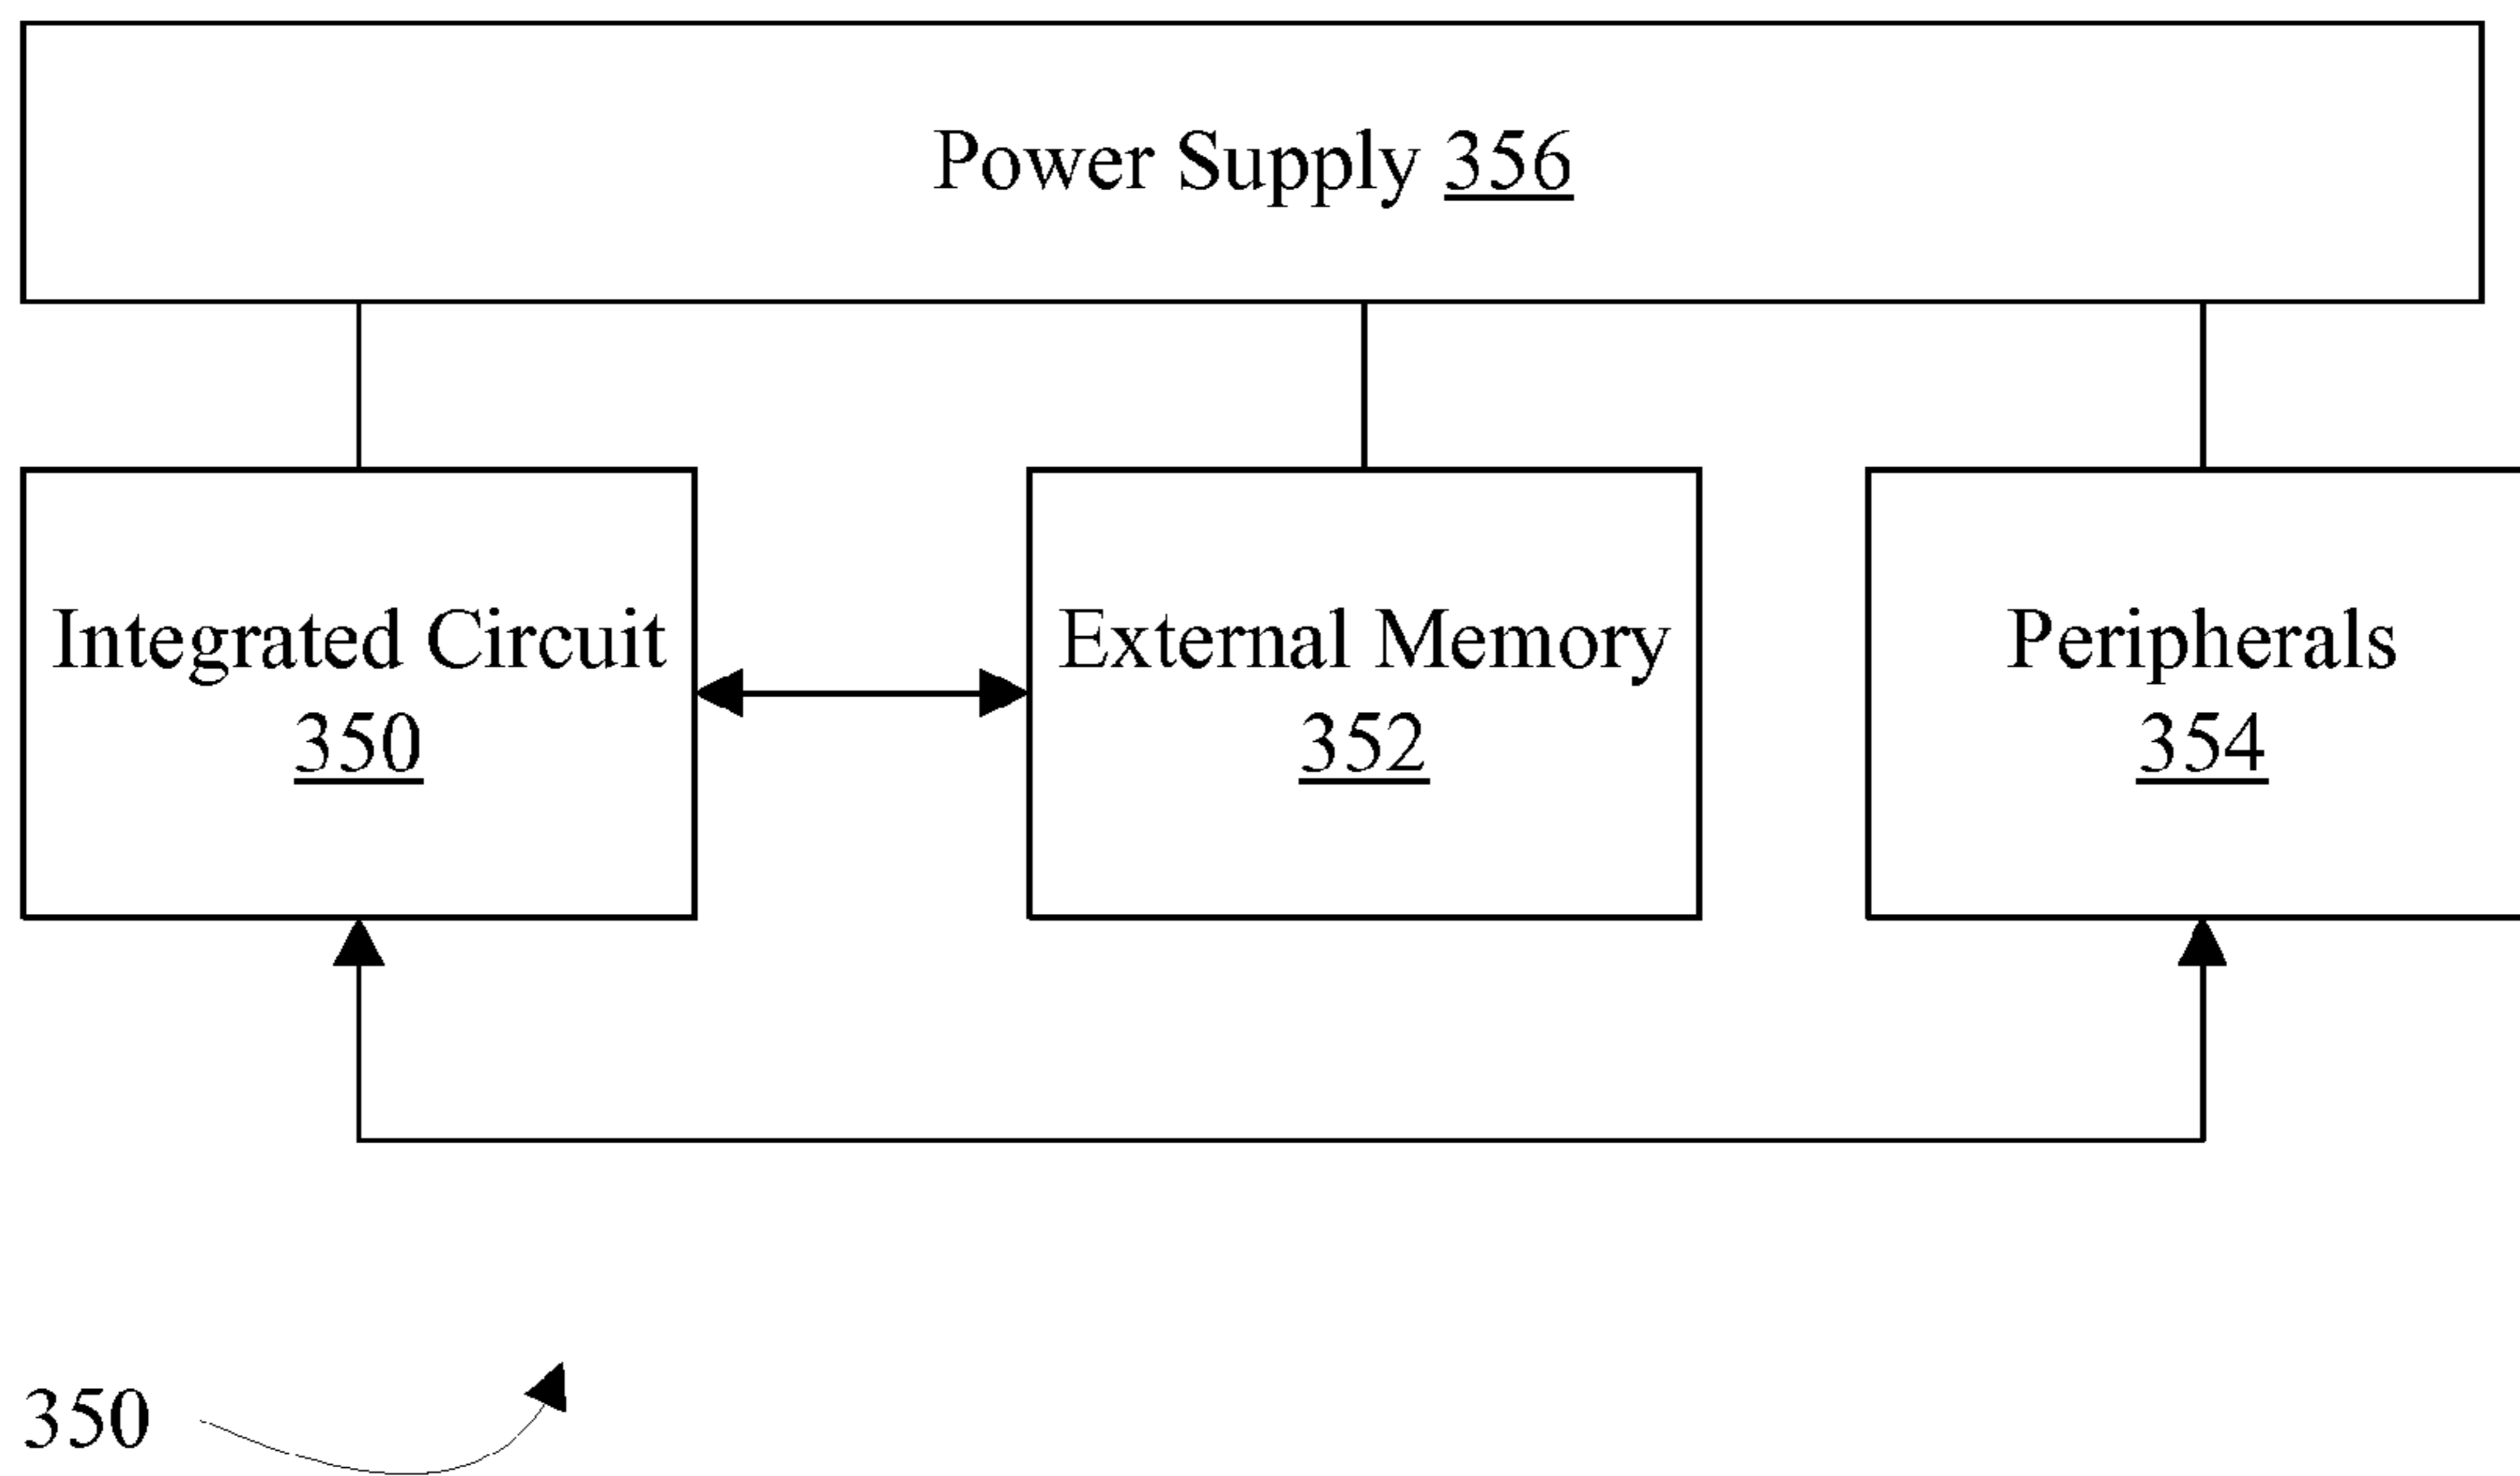 Power Supply 356
Integrated Circuit
350
External Memory
352
Peripherals
354
350